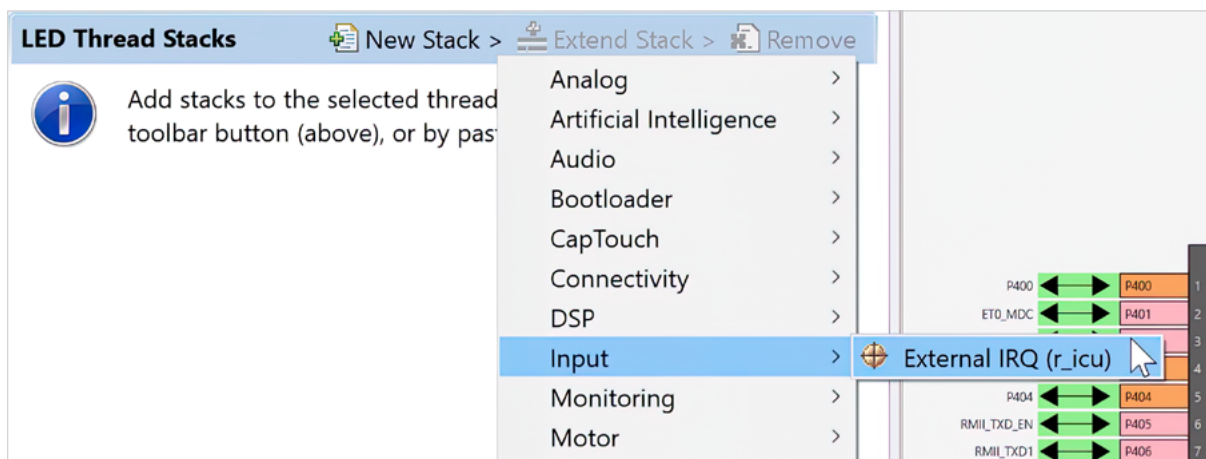 LED Thread Stacks
New Stack >
Extend Stack >
Remove
Add stacks to the selected thread
toolbar button (above), or by
Analog
Artificial Intelligence
Audio
Bootloader
CapTouch
Connectivity
DSP
Input
Monitoring
Motor
External IRQ (r_icu)
P400 P400 1
ET0_MDC P401 2
3
4
P404 P404 5
RMII_TXD_EN P405 6
RMII_TXD1 P406 7